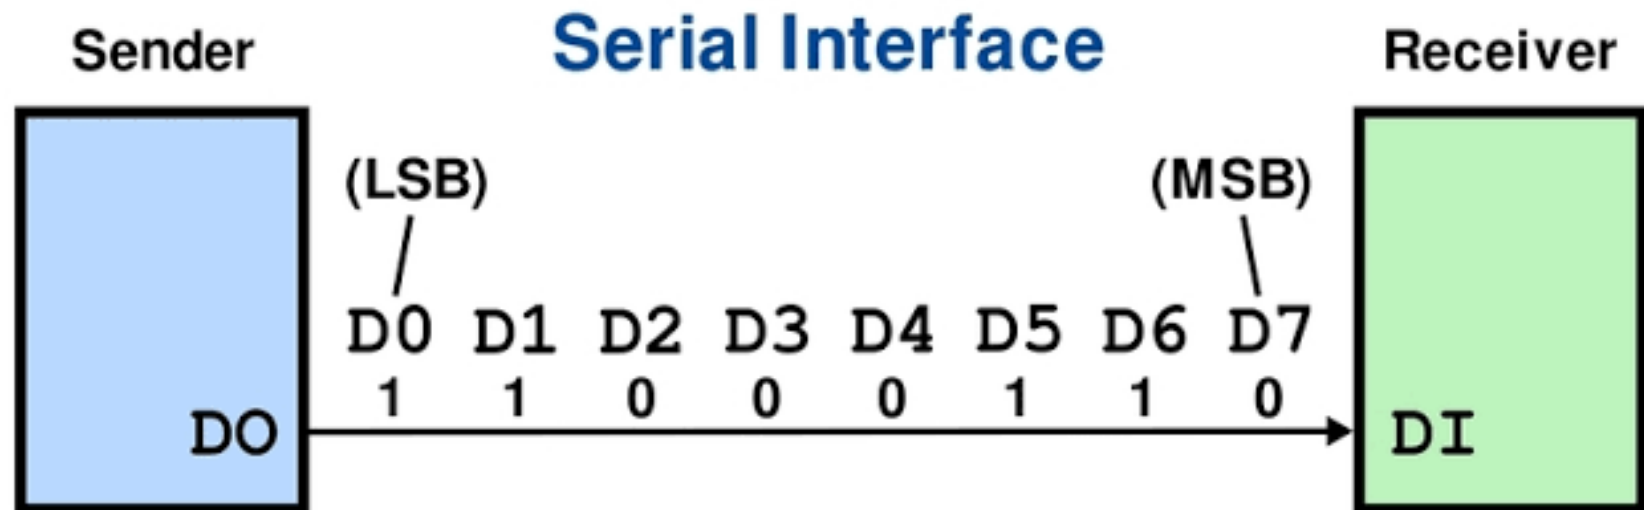 Sender Serial Interface Receiver
(LSB) (MSB)
D0 D1 D2 D3 D4 D5 D6 D7
1 1 0 0 0 1 1 0
DO DI